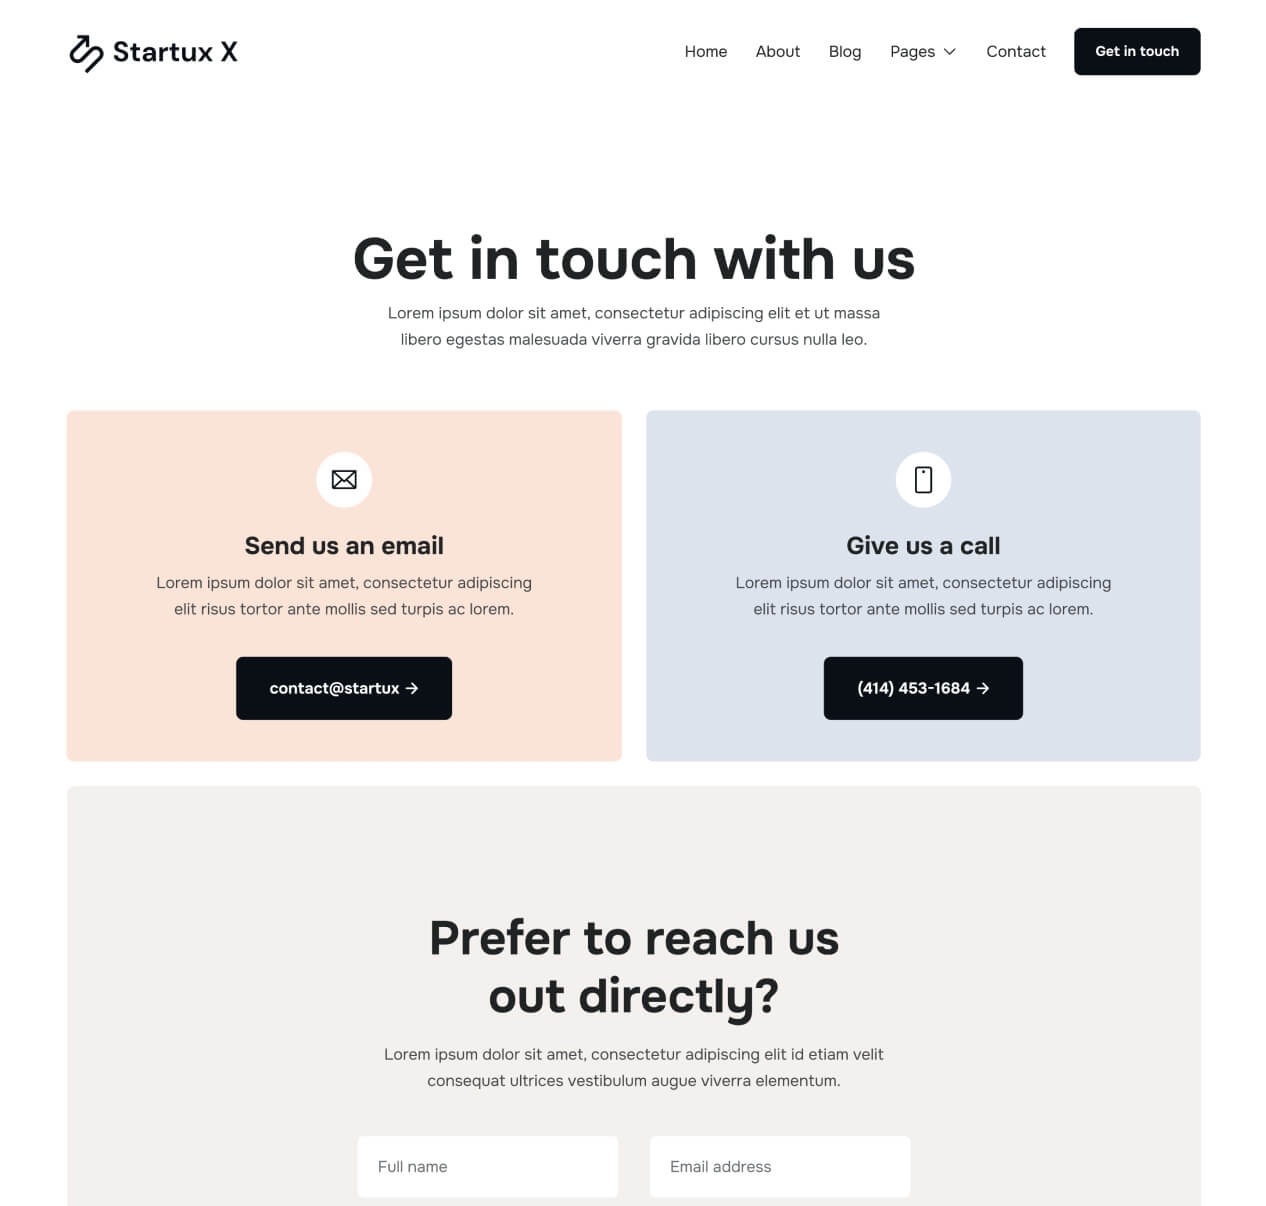 Startux X
Home About Blog Pages Contact Get in touch
Get in touch with us
Lorem ipsum dolor sit amet, consectetur adipiscing elit et ut massa
libero egestas malesuada viverra gravida libero cursus nulla leo.
Send us an email
Lorem ipsum dolor sit amet, consectetur adipiscing
elit risus tortor ante mollis sed turpis ac lorem.
contact@startux →
Give us a call
Lorem ipsum dolor sit amet, consectetur adipiscing
elit risus tortor ante mollis sed turpis ac lorem.
(414) 453-1684 →
Prefer to reach us
out directly?
Lorem ipsum dolor sit amet, consectetur adipiscing elit id etiam velit
consequat ultrices vestibulum augue viverra elementum.
Full name
Email address